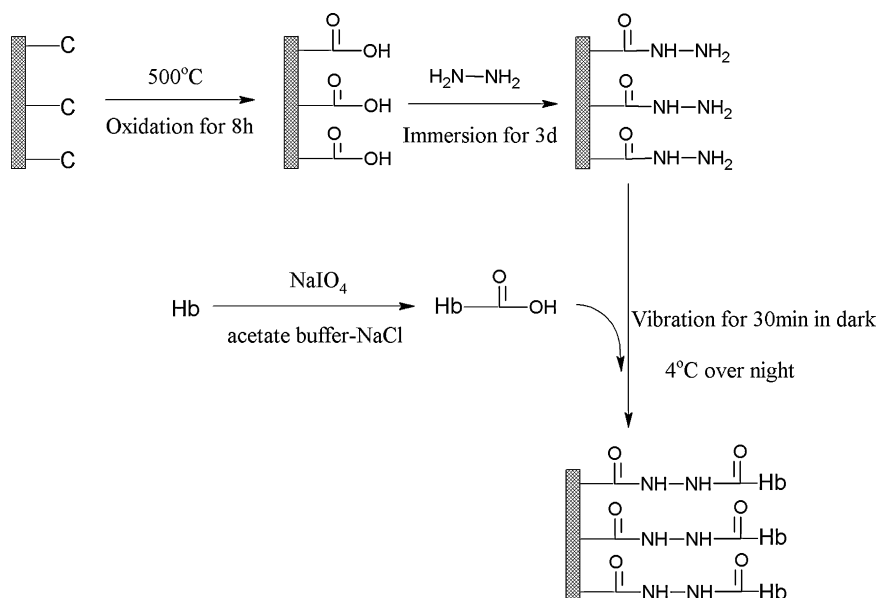 C
C
C
500°C
Oxidation for 8h
O
OH
O
OH
O
OH
H₂N—NH₂
Immersion for 3d
O
NH—NH₂
O
NH—NH₂
O
NH—NH₂
Hb
NaIO₄
acetate buffer-NaCl
O
Hb
OH
Vibration for 30min in dark
4°C over night
O
O
NH—NH
Hb
O
O
NH—NH
Hb
O
O
NH—NH
Hb